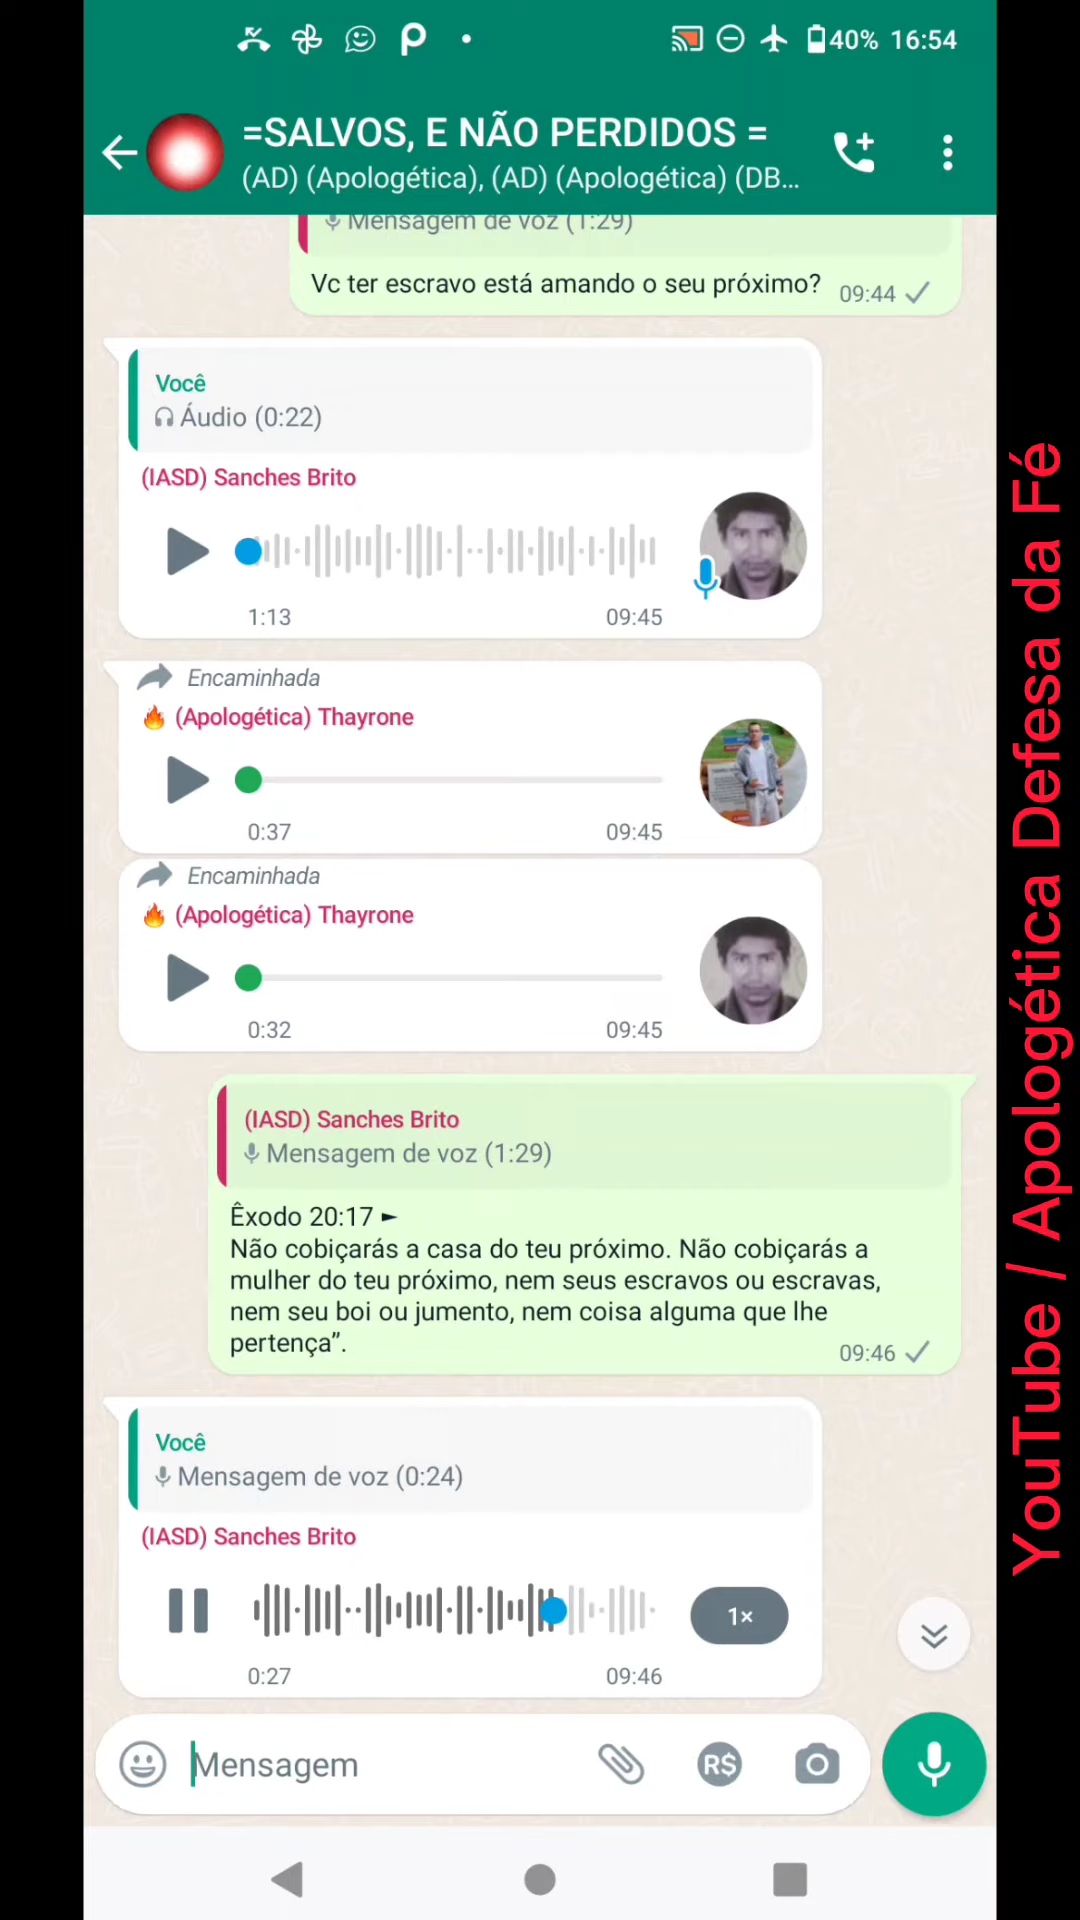 40% 16:54
=SALVOS, E NÃO PERDIDOS =
(AD) (Apologética), (AD) (Apologética) (DB...
Mensagem de voz (1:29)
Vc ter escravo está amando o seu próximo?
09:44
Você
Áudio (0:22)
(IASD) Sanches Brito
1:13
09:45
Encaminhada
🔥 (Apologética) Thayrone
0:37
09:45
Encaminhada
🔥 (Apologética) Thayrone
0:32
09:45
(IASD) Sanches Brito
Mensagem de voz (1:29)
Êxodo 20:17 ►
Não cobiçarás a casa do teu próximo. Não cobiçarás a
mulher do teu próximo, nem seus escravos ou escravas,
nem seu boi ou jumento, nem coisa alguma que lhe
pertença”.
09:46
Você
Mensagem de voz (0:24)
(IASD) Sanches Brito
1×
0:27
09:46
Mensagem
R$
YouTube / Apologética Defesa da Fé